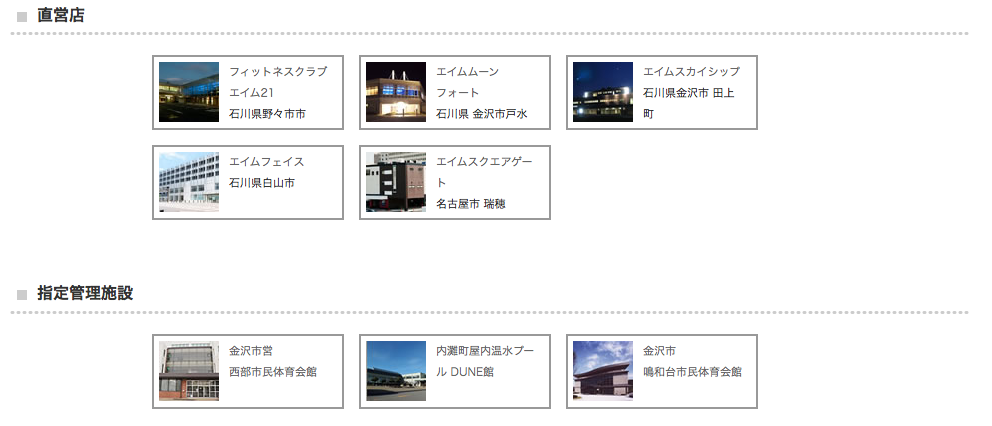 直営店
フィットネスクラブ
エイム21
石川県野々市市
エイムムーン
フォート
石川県 金沢市戸水
エイムスカイシップ
石川県金沢市 田上
町
エイムフェイス
石川県白山市
エイムスクエアゲー
ト
名古屋市 瑞穂
指定管理施設
金沢市営
西部市民体育会館
内灘町屋内温水プー
ル DUNE館
金沢市
鳴和台市民体育会館